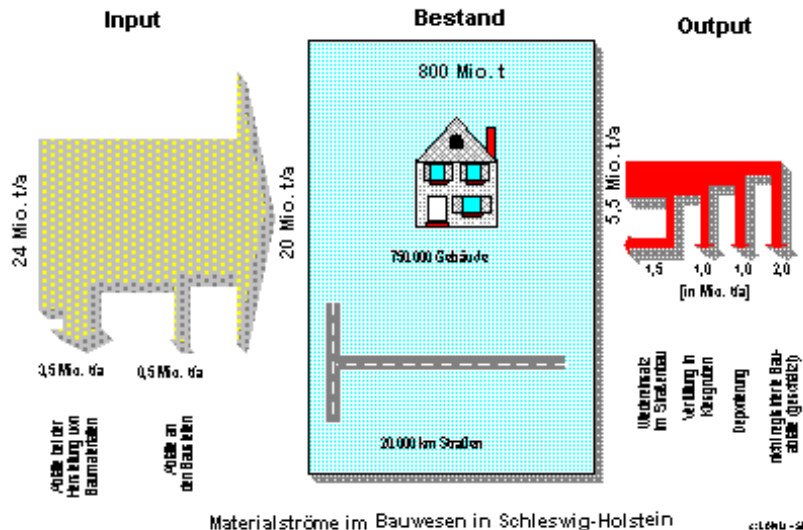 Input
Bestand
Output
800 Mio. t
24 Mio. t/a
20 Mio. t/a
5,5 Mio. t/a
750.000 Gebäude
3,5 Mio. t/a
0,5 Mio. t/a
1,5
1,0
1,0
2,0
[in Mio. t/a]
Abfälle bei der
Herstellung von
Baumaterialien
Abfälle an
den Baustellen
20.000 km Straßen
Wiedereinsatz
im Straßenbau
Verfüllung in
Kiesgruben
Deponierung
nicht registrierte Bau-
abfälle (geschätzt)
Materialströme im Bauwesen in Schleswig-Holstein